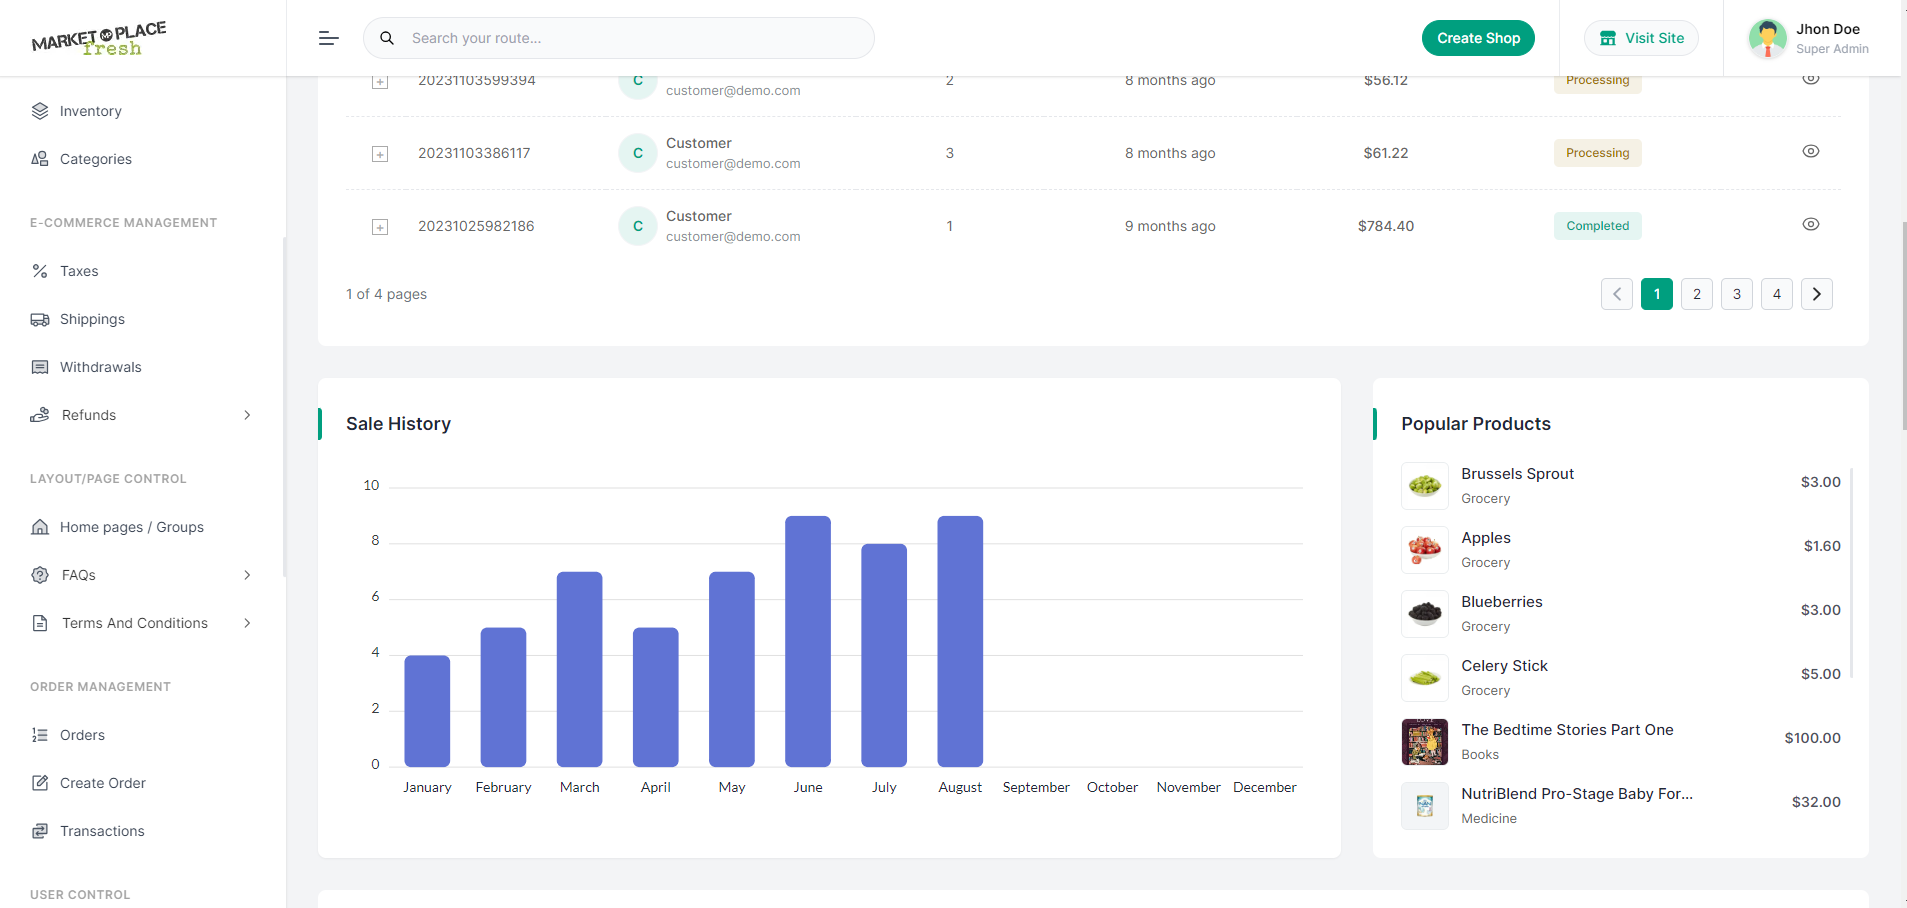 MARKET MP PLACE
fresh
Search your route...
Create Shop
Visit Site
Jhon Doe
Super Admin
Inventory
Categories
E-COMMERCE MANAGEMENT
Taxes
Shippings
Withdrawals
Refunds
LAYOUT/PAGE CONTROL
Home pages / Groups
FAQs
Terms And Conditions
ORDER MANAGEMENT
Orders
Create Order
Transactions
USER CONTROL
20231103599394 C customer@demo.com 2 8 months ago $56.12 Processing
20231103386117 C Customer customer@demo.com 3 8 months ago $61.22 Processing
20231025982186 C Customer customer@demo.com 1 9 months ago $784.40 Completed
1 of 4 pages
1 2 3 4
Sale History
10
8
6
4
2
0
January February March April May June July August September October November December
Popular Products
Brussels Sprout $3.00
Grocery
Apples $1.60
Grocery
Blueberries $3.00
Grocery
Celery Stick $5.00
Grocery
The Bedtime Stories Part One $100.00
Books
NutriBlend Pro-Stage Baby For... $32.00
Medicine